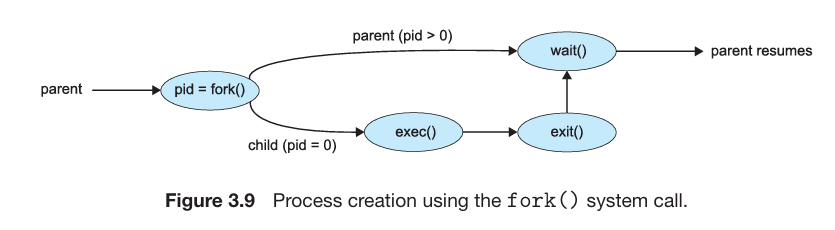 parent (pid > 0)
wait()
parent resumes
parent
pid = fork()
child (pid = 0)
exec()
exit()
Figure 3.9 Process creation using the fork() system call.